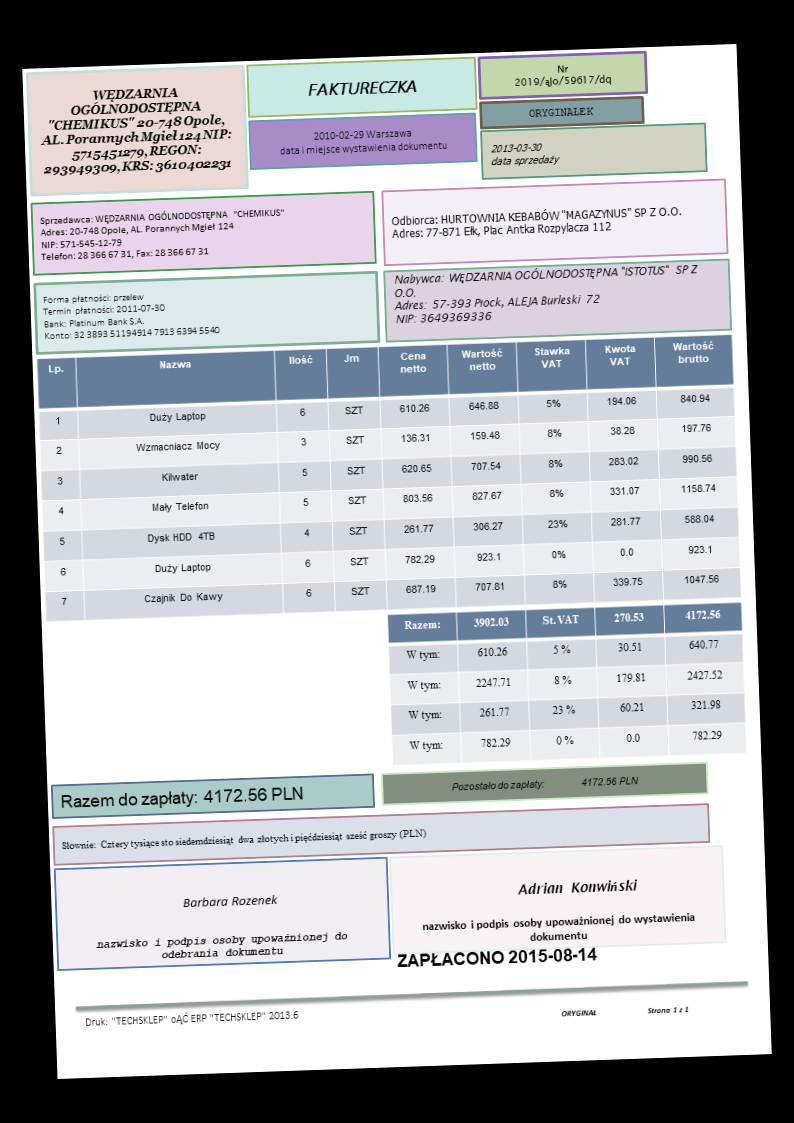 WĘDZARNIA
OGÓLNODOSTĘPNA
"CHEMIKUS" 20-748 Opole,
AL. Porannych Mgieł 124 NIP:
5715451279, REGON:
293949309, KRS: 3610402231
FAKTURECZKA
2010-02-29 Warszawa
data i miejsce wystawienia dokumentu
Nr
2019/ąlo/59617/dq
ORYGINAŁEK
2013-03-30
data sprzedaży
Sprzedawca: WĘDZARNIA OGÓLNODOSTĘPNA "CHEMIKUS"
Adres: 20-748 Opole, AL. Porannych Mgieł 124
NIP: 571-545-12-79
Telefon: 28 366 67 31, Fax: 28 366 67 31
Odbiorca: HURTOWNIA KEBABÓW "MAGAZYNUS" SP Z O.O.
Adres: 77-871 Ełk, Plac Antka Rozpylacza 112
Forma płatności: przelew
Termin płatności: 2011-07-30
Bank: Platinum Bank S.A.
Konto: 32 3893 51194914 7913 6394 5540
Nabywca: WĘDZARNIA OGÓLNODOSTĘPNA "ISTOTUS" SP Z
O.O.
Adres: 57-393 Płock, ALEJA Burleski 72
NIP: 3649369336
Lp. Nazwa Ilość Jm Cena netto Wartość netto Stawka VAT Kwota VAT Wartość brutto
1 Duży Laptop 6 SZT 610.26 646.88 5% 194.06 840.94
2 Wzmacniacz Mocy 3 SZT 136.31 159.48 8% 38.28 197.76
3 Kilwater 5 SZT 620.65 707.54 8% 283.02 990.56
4 Mały Telefon 5 SZT 803.56 827.67 8% 331.07 1158.74
5 Dysk HDD 4TB 4 SZT 261.77 306.27 23% 281.77 588.04
6 Duży Laptop 6 SZT 782.29 923.1 0% 0.0 923.1
7 Czajnik Do Kawy 6 SZT 687.19 707.81 8% 339.75 1047.56
Razem: 3902.03 St.VAT 270.53 4172.56
W tym: 610.26 5 % 30.51 640.77
W tym: 2247.71 8 % 179.81 2427.52
W tym: 261.77 23 % 60.21 321.98
W tym: 782.29 0 % 0.0 782.29
Razem do zapłaty: 4172.56 PLN
Pozostało do zapłaty: 4172.56 PLN
Słownie: Cztery tysiące sto siedemdziesiąt dwa złotych i pięćdziesiąt sześć groszy (PLN)
Barbara Rozenek
nazwisko i podpis osoby upoważnionej do
odebrania dokumentu
Adrian Konwiński
nazwisko i podpis osoby upoważnionej do wystawienia
dokumentu
ZAPŁACONO 2015-08-14
Druk: "TECHSKLEP" oĄĆ ERP "TECHSKLEP" 2013.6
ORYGINAŁ
Strona 1 z 1